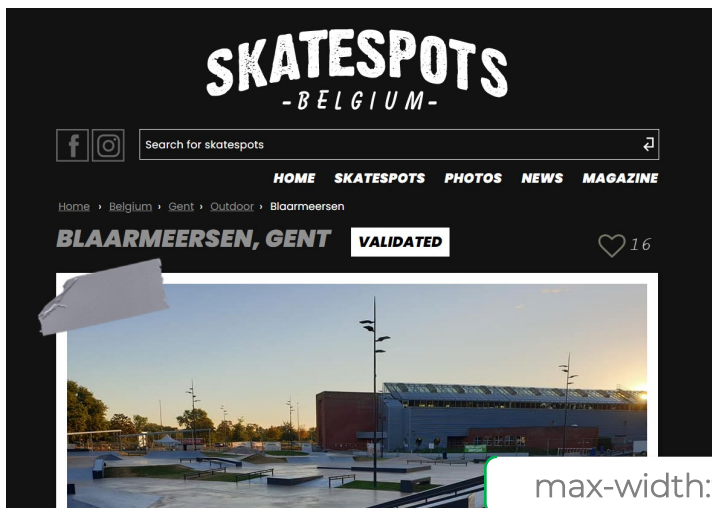 SKATESPOTS
-BELGIUM-
Search for skatespots
HOME SKATESPOTS PHOTOS NEWS MAGAZINE
Home › Belgium › Gent › Outdoor › Blaarmeersen
BLAARMEERSEN, GENT VALIDATED 16
max-width: